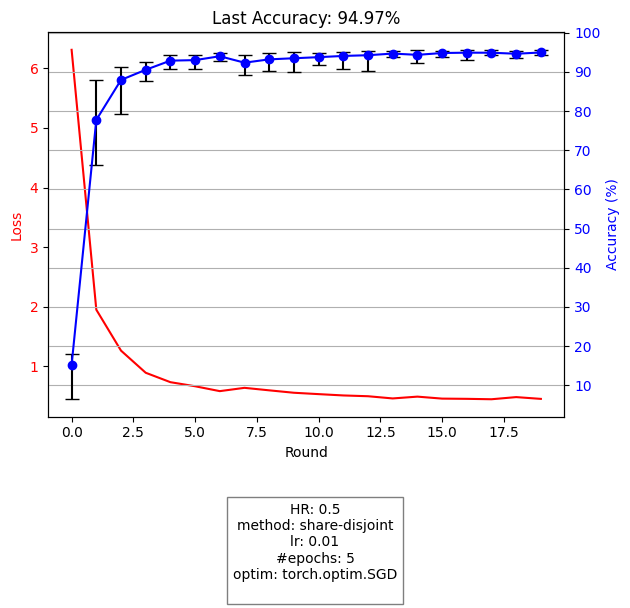 Last Accuracy: 94.97%
Loss
6
5
4
3
2
1
100
90
80
70
60
50
40
30
20
10
Accuracy (%)
0.0 2.5 5.0 7.5 10.0 12.5 15.0 17.5
Round
HR: 0.5
method: share-disjoint
lr: 0.01
#epochs: 5
optim: torch.optim.SGD